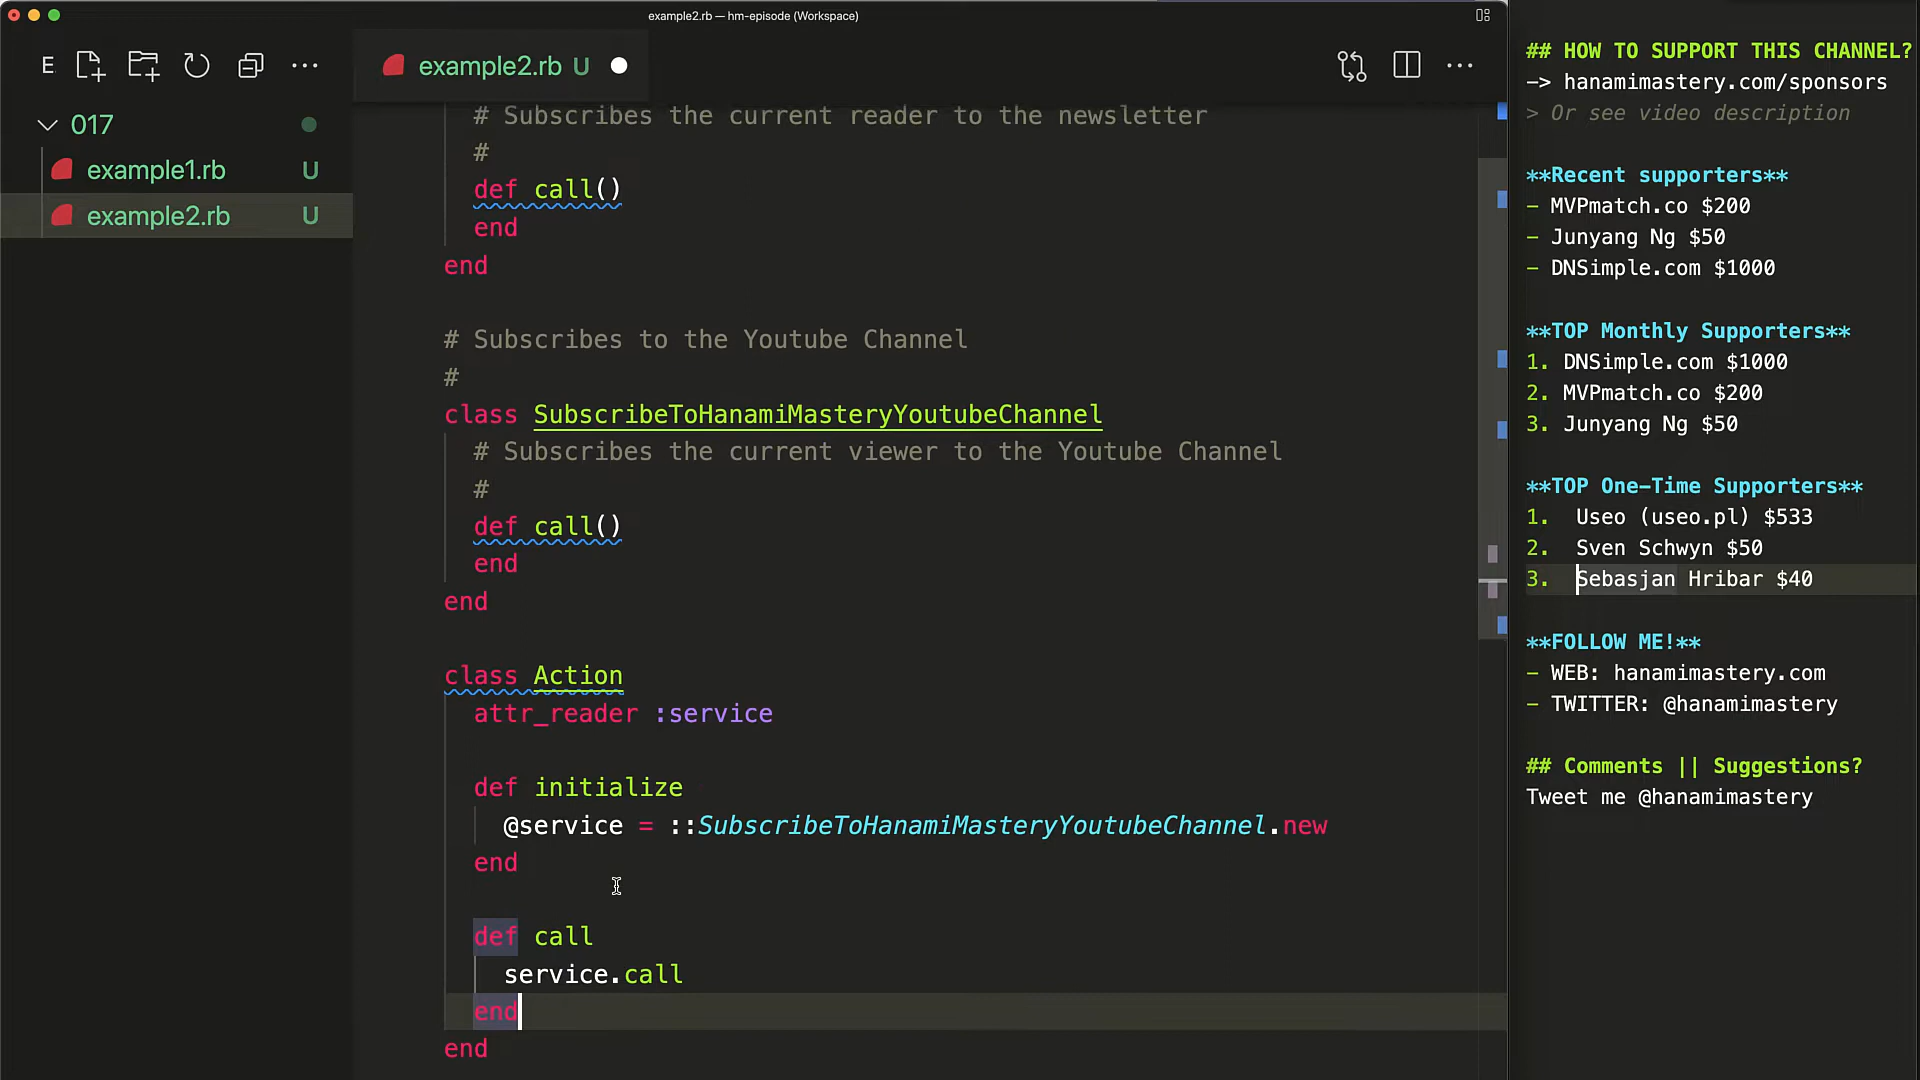 example2.rb — hm-episode (Workspace)
E
example2.rb U
017
example1.rb U
example2.rb U
# Subscribes the current reader to the newsletter
#
def call()
end
end
# Subscribes to the Youtube Channel
#
class SubscribeToHanamiMasteryYoutubeChannel
# Subscribes the current viewer to the Youtube Channel
#
def call()
end
end
class Action
attr_reader :service
def initialize
@service = ::SubscribeToHanamiMasteryYoutubeChannel.new
end
def call
service.call
end
end
## HOW TO SUPPORT THIS CHANNEL?
—> hanamimastery.com/sponsors
> Or see video description
**Recent supporters**
- MVPmatch.co $200
- Junyang Ng $50
- DNSimple.com $1000
**TOP Monthly Supporters**
1. DNSimple.com $1000
2. MVPmatch.co $200
3. Junyang Ng $50
**TOP One-Time Supporters**
1. Useo (useo.pl) $533
2. Sven Schwyn $50
3. Sebasjan Hribar $40
**FOLLOW ME!**
- WEB: hanamimastery.com
- TWITTER: @hanamimastery
## Comments || Suggestions?
Tweet me @hanamimastery